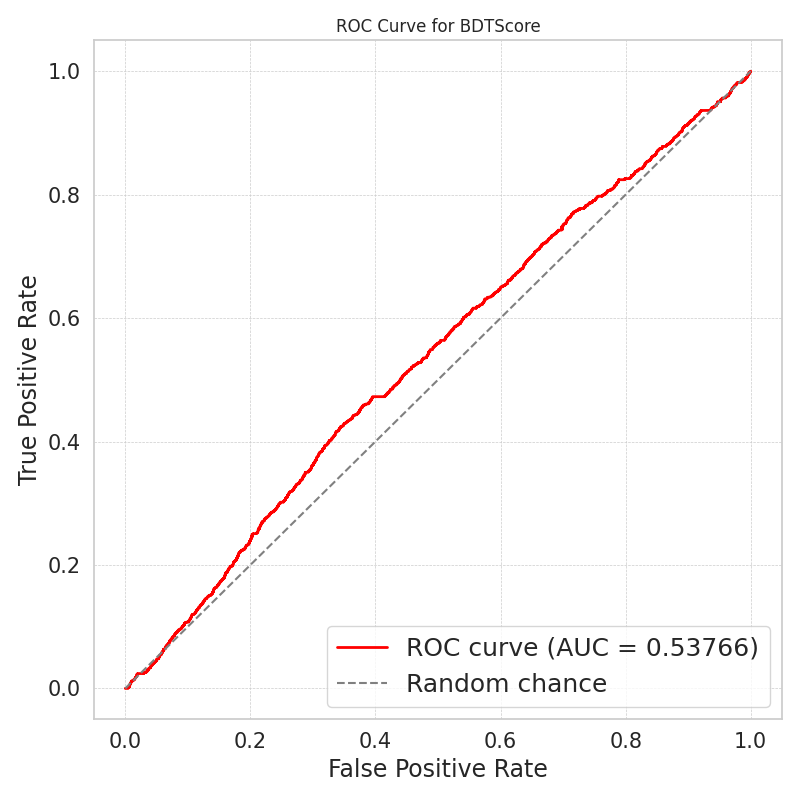 ROC Curve for BDTScore
True Positive Rate
1.0
0.8
0.6
0.4
0.2
0.0
ROC curve (AUC = 0.53766)
Random chance
0.0 0.2 0.4 0.6 0.8 1.0
False Positive Rate